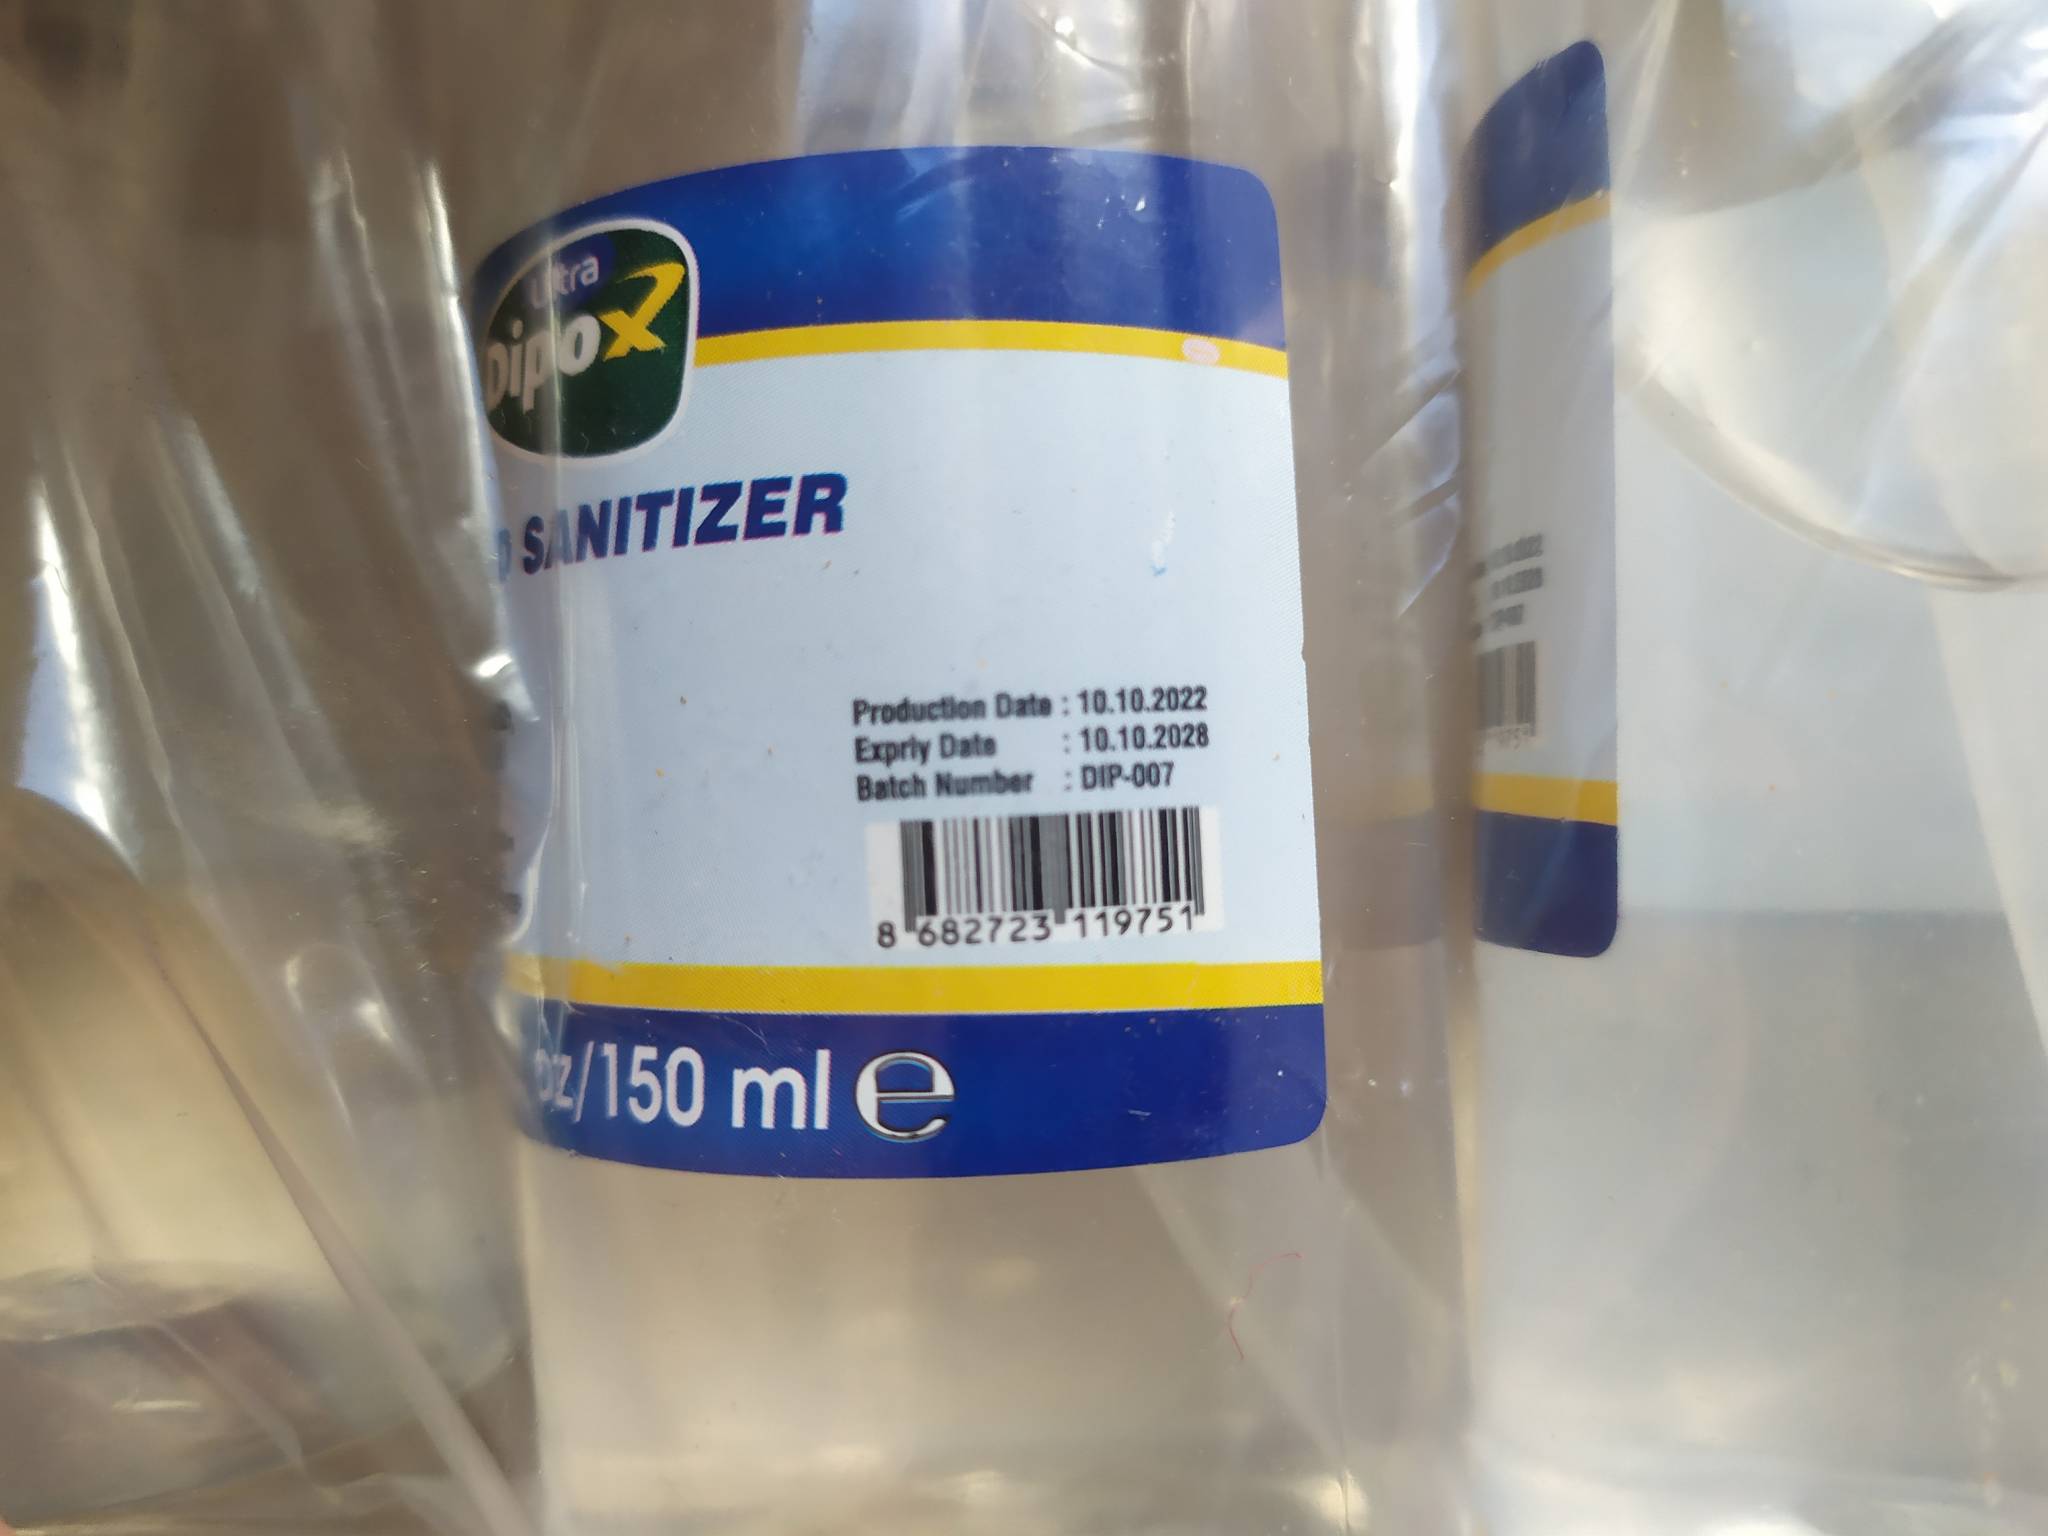 ultra
Dipox
SANITIZER
Production Date : 10.10.2022
Expriy Date : 10.10.2028
Batch Number : DIP-007
8 682723 119751
oz/150 ml e